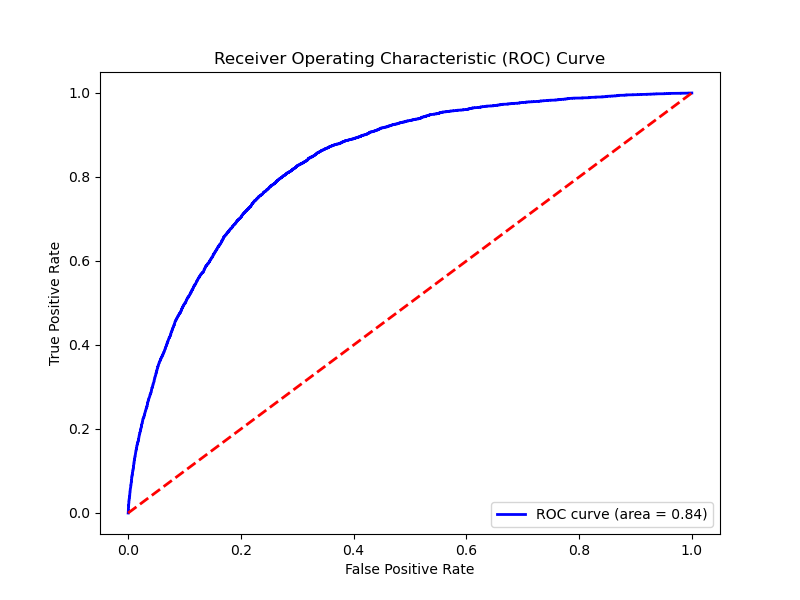 Receiver Operating Characteristic (ROC) Curve
1.0
0.8
0.6
0.4
0.2
0.0
True Positive Rate
ROC curve (area = 0.84)
0.0 0.2 0.4 0.6 0.8 1.0
False Positive Rate